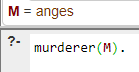 M = anges
?- murderer(M).